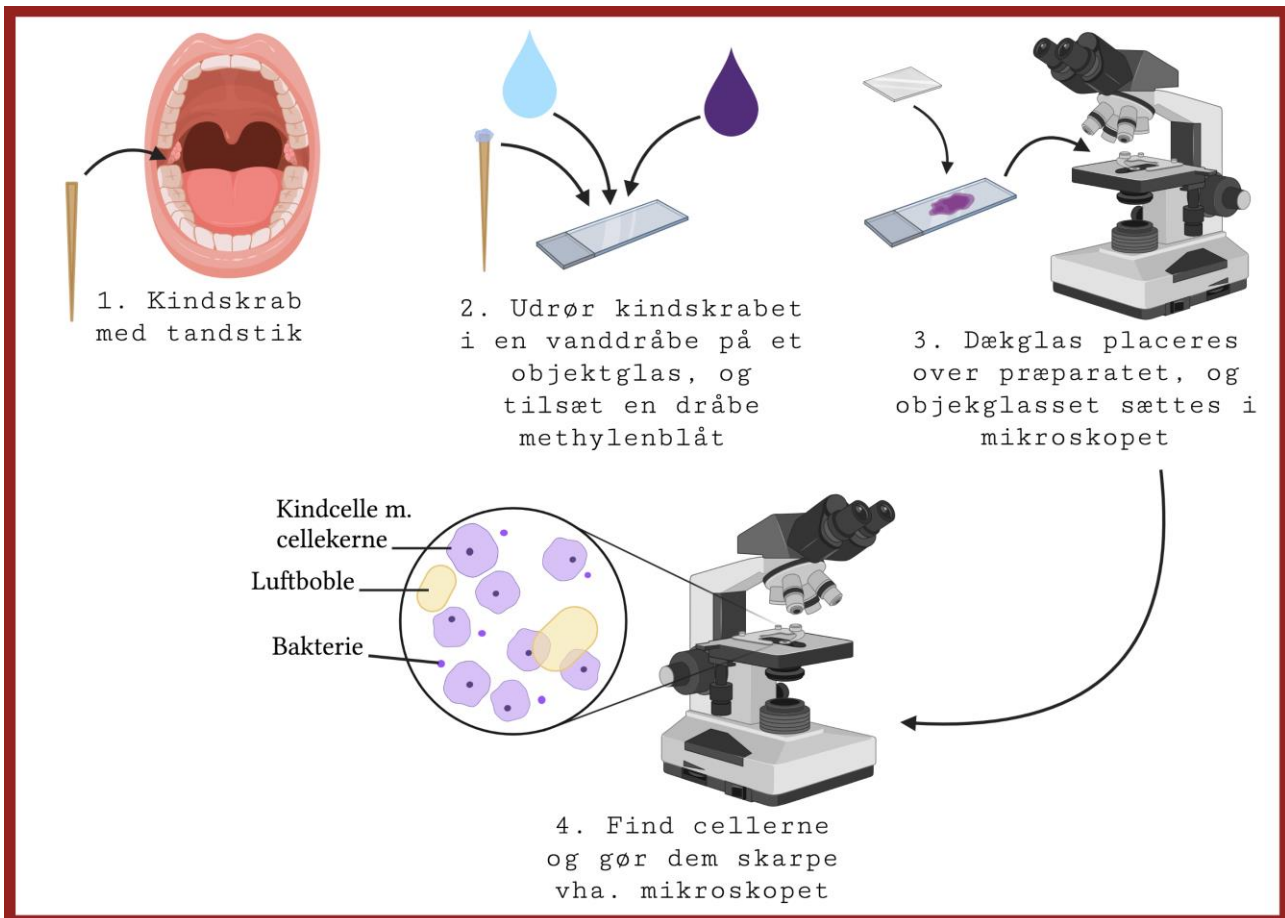 1. Kindskrab
med tandstik
2. Udrør kindskrabet
i en vanddråbe på et
objektglas, og
tilsæt en dråbe
methylenblåt
3. Dækglas placeres
over præparatet, og
objekglasset sættes i
mikroskopet
Kindcelle m.
cellekerne
Luftboble
Bakterie
4. Find cellerne
og gør dem skarpe
vha. mikroskopet